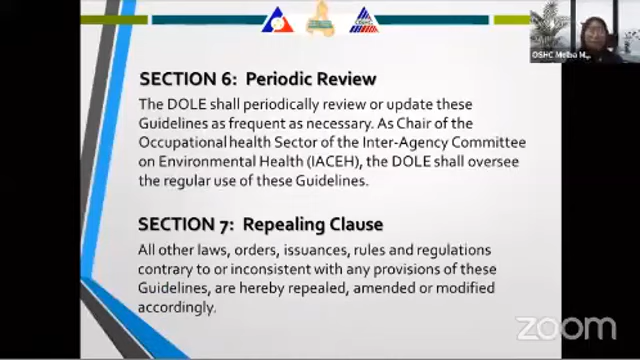 OSHC
OSHC Melba M
SECTION 6: Periodic Review
The DOLE shall periodically review or update these
Guidelines as frequent as necessary. As Chair of the
Occupational health Sector of the Inter-Agency Committee
on Environmental Health (IACEH), the DOLE shall oversee
the regular use of these Guidelines.
SECTION 7: Repealing Clause
All other laws, orders, issuances, rules and regulations
contrary to or inconsistent with any provisions of these
Guidelines, are hereby repealed, amended or modified
accordingly.
zoom